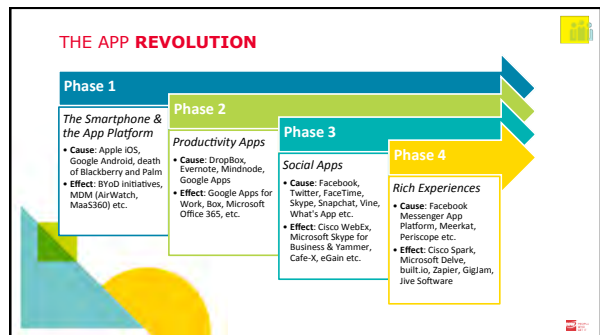 THE APP REVOLUTION
Phase 1
The Smartphone &
the App Platform
• Cause: Apple iOS,
Google Android, death
of Blackberry and Palm
• Effect: BYoD initiatives,
MDM (AirWatch,
MaaS360) etc.
Phase 2
Productivity Apps
• Cause: DropBox,
Evernote, Mindnode,
Google Apps
• Effect: Google Apps for
Work, Box, Microsoft
Office 365, etc.
Phase 3
Social Apps
• Cause: Facebook,
Twitter, FaceTime,
Skype, Snapchat, Vine,
What's App etc.
• Effect: Cisco WebEx,
Microsoft Skype for
Business & Yammer,
Cafe-X, eGain etc.
Phase 4
Rich Experiences
• Cause: Facebook
Messenger App
Platform, Meerkat,
Periscope etc.
• Effect: Cisco Spark,
Microsoft Delve,
built.io, Zapier, GigJam,
Jive Software